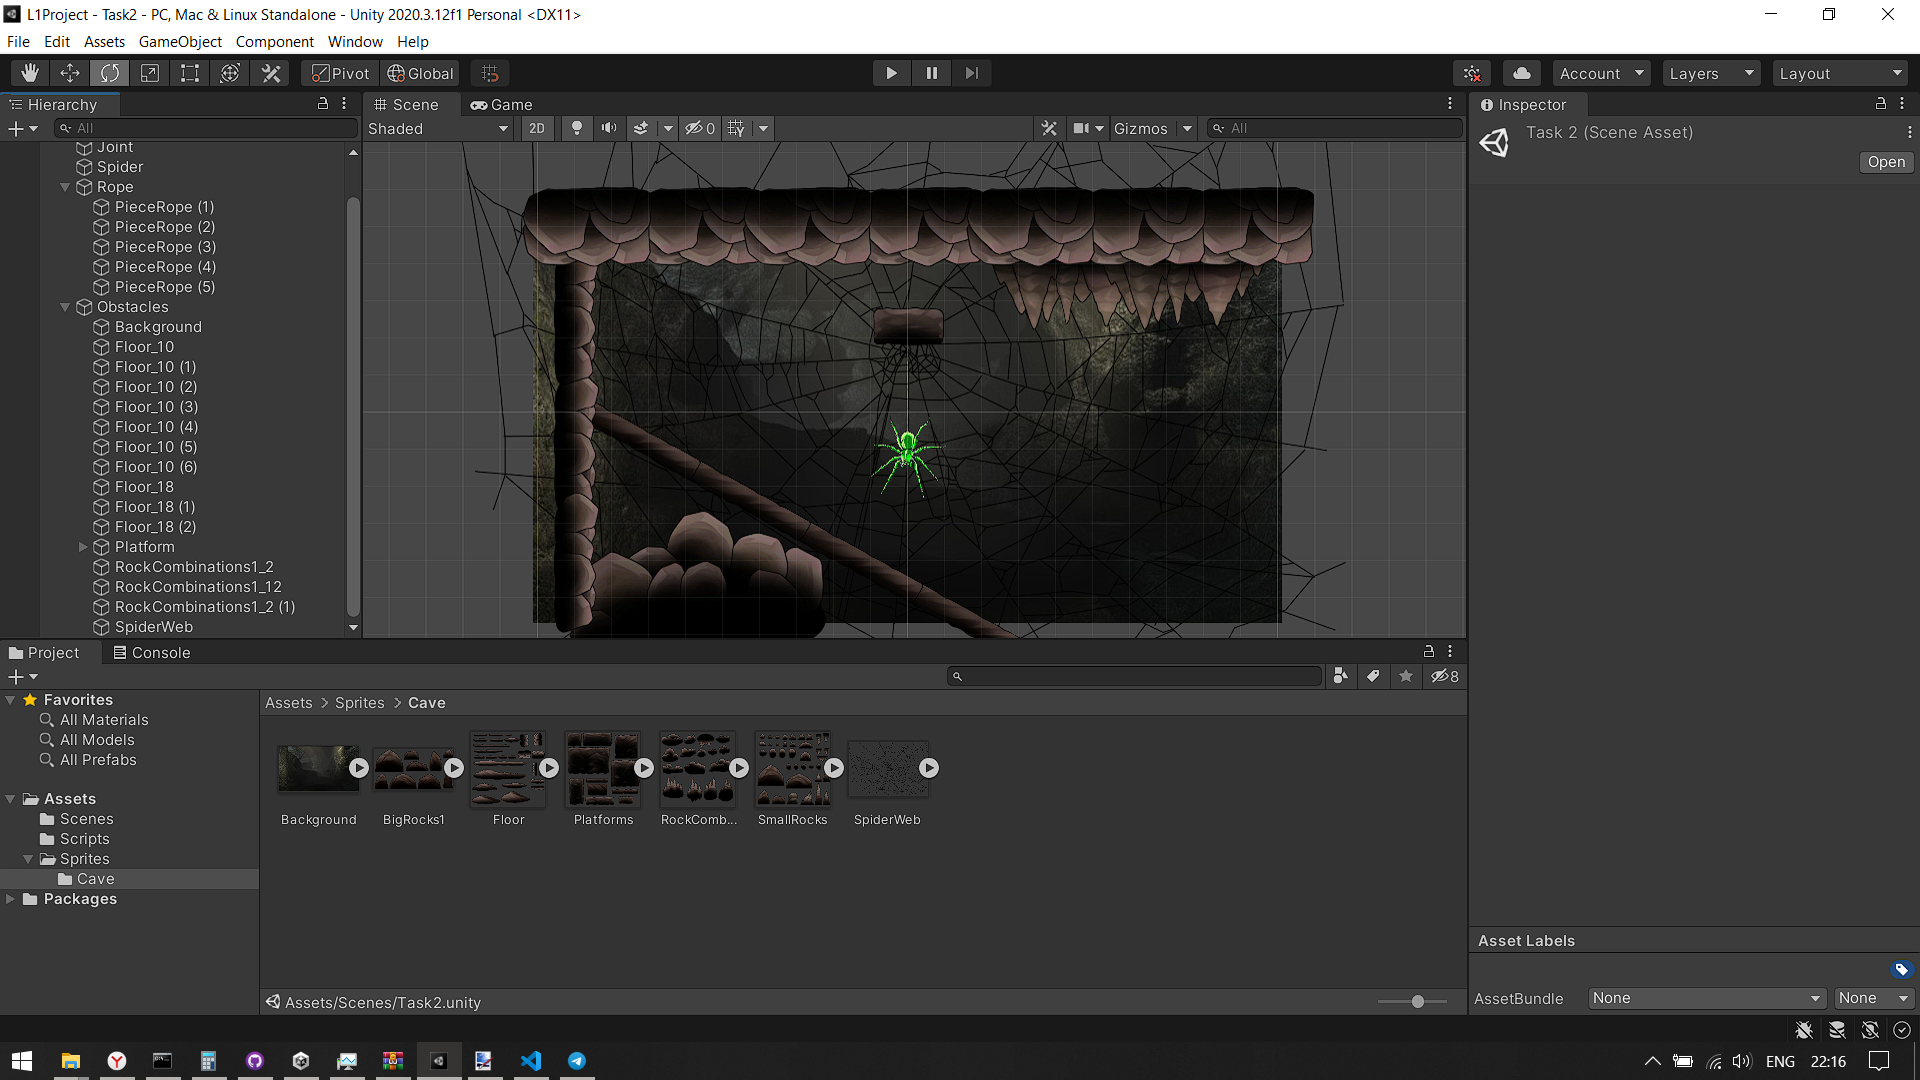 L1Project - Task2 - PC, Mac & Linux Standalone - Unity 2020.3.12f1 Personal <DX11>
File Edit Assets GameObject Component Window Help
Pivot Global Account Layers Layout
Hierarchy
All
Joint
Spider
Rope
PieceRope (1)
PieceRope (2)
PieceRope (3)
PieceRope (4)
PieceRope (5)
Obstacles
Background
Floor_10
Floor_10 (1)
Floor_10 (2)
Floor_10 (3)
Floor_10 (4)
Floor_10 (5)
Floor_10 (6)
Floor_18
Floor_18 (1)
Floor_18 (2)
Platform
RockCombinations1_2
RockCombinations1_12
RockCombinations1_2 (1)
SpiderWeb
Scene Game
Shaded 2D 0 Gizmos All
Inspector
Task 2 (Scene Asset)
Open
Project Console
8
Favorites
All Materials
All Models
All Prefabs
Assets
Scenes
Scripts
Sprites
Cave
Packages
Assets > Sprites > Cave
Background BigRocks1 Floor Platforms RockComb... SmallRocks SpiderWeb
Assets/Scenes/Task2.unity
Asset Labels
AssetBundle None None
ENG 22:16